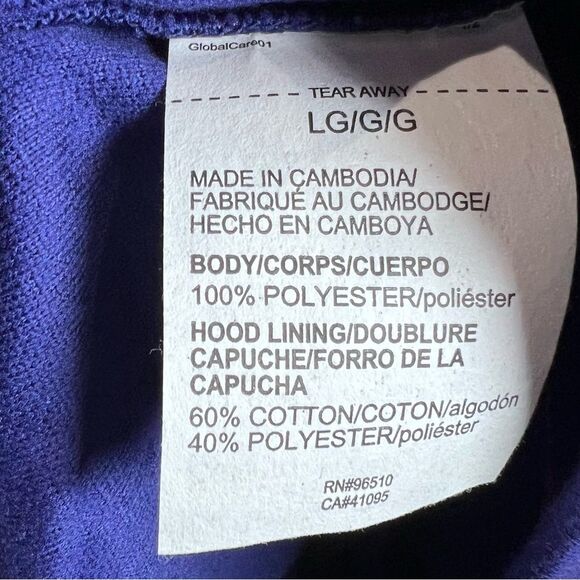 GlobalCare01
TEAR AWAY
LG/G/G
MADE IN CAMBODIA/
FABRIQUÉ AU CAMBODGE/
HECHO EN CAMBOYA
BODY/CORPS/CUERPO
100% POLYESTER/poliéster
HOOD LINING/DOUBLURE
CAPUCHE/FORRO DE LA
CAPUCHA
60% COTTON/COTON/algodón
40% POLYESTER/poliéster
RN#96510
CA#41095